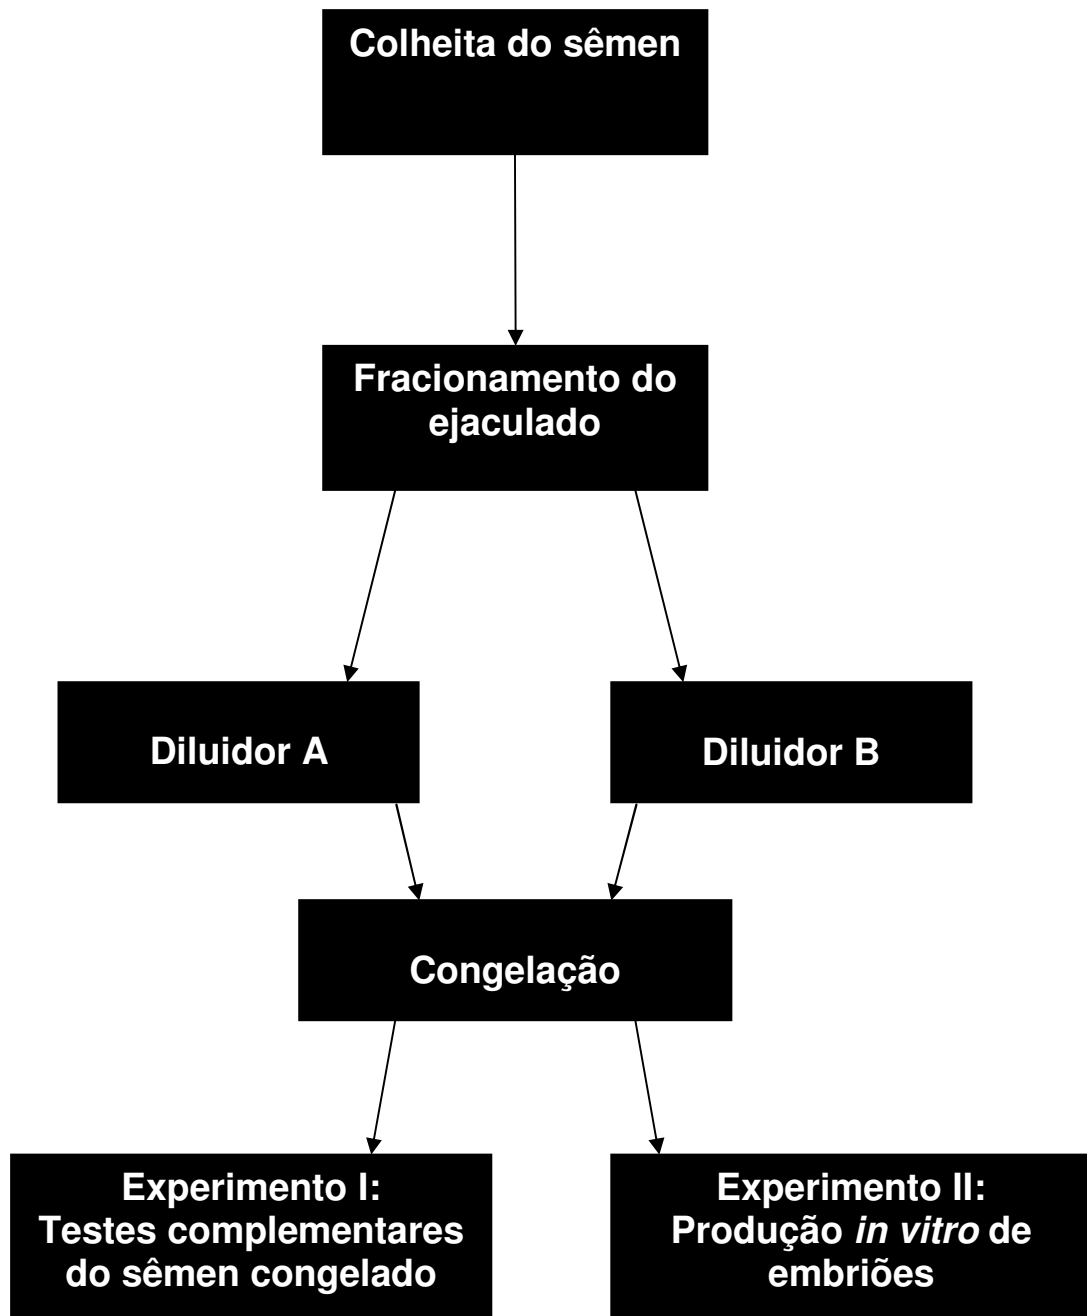 Colheita do sêmen
Fracionamento do
ejaculado
Diluidor A
Diluidor B
Congelação
Experimento I:
Testes complementares
do sêmen congelado
Experimento II:
Produção in vitro de
embriões